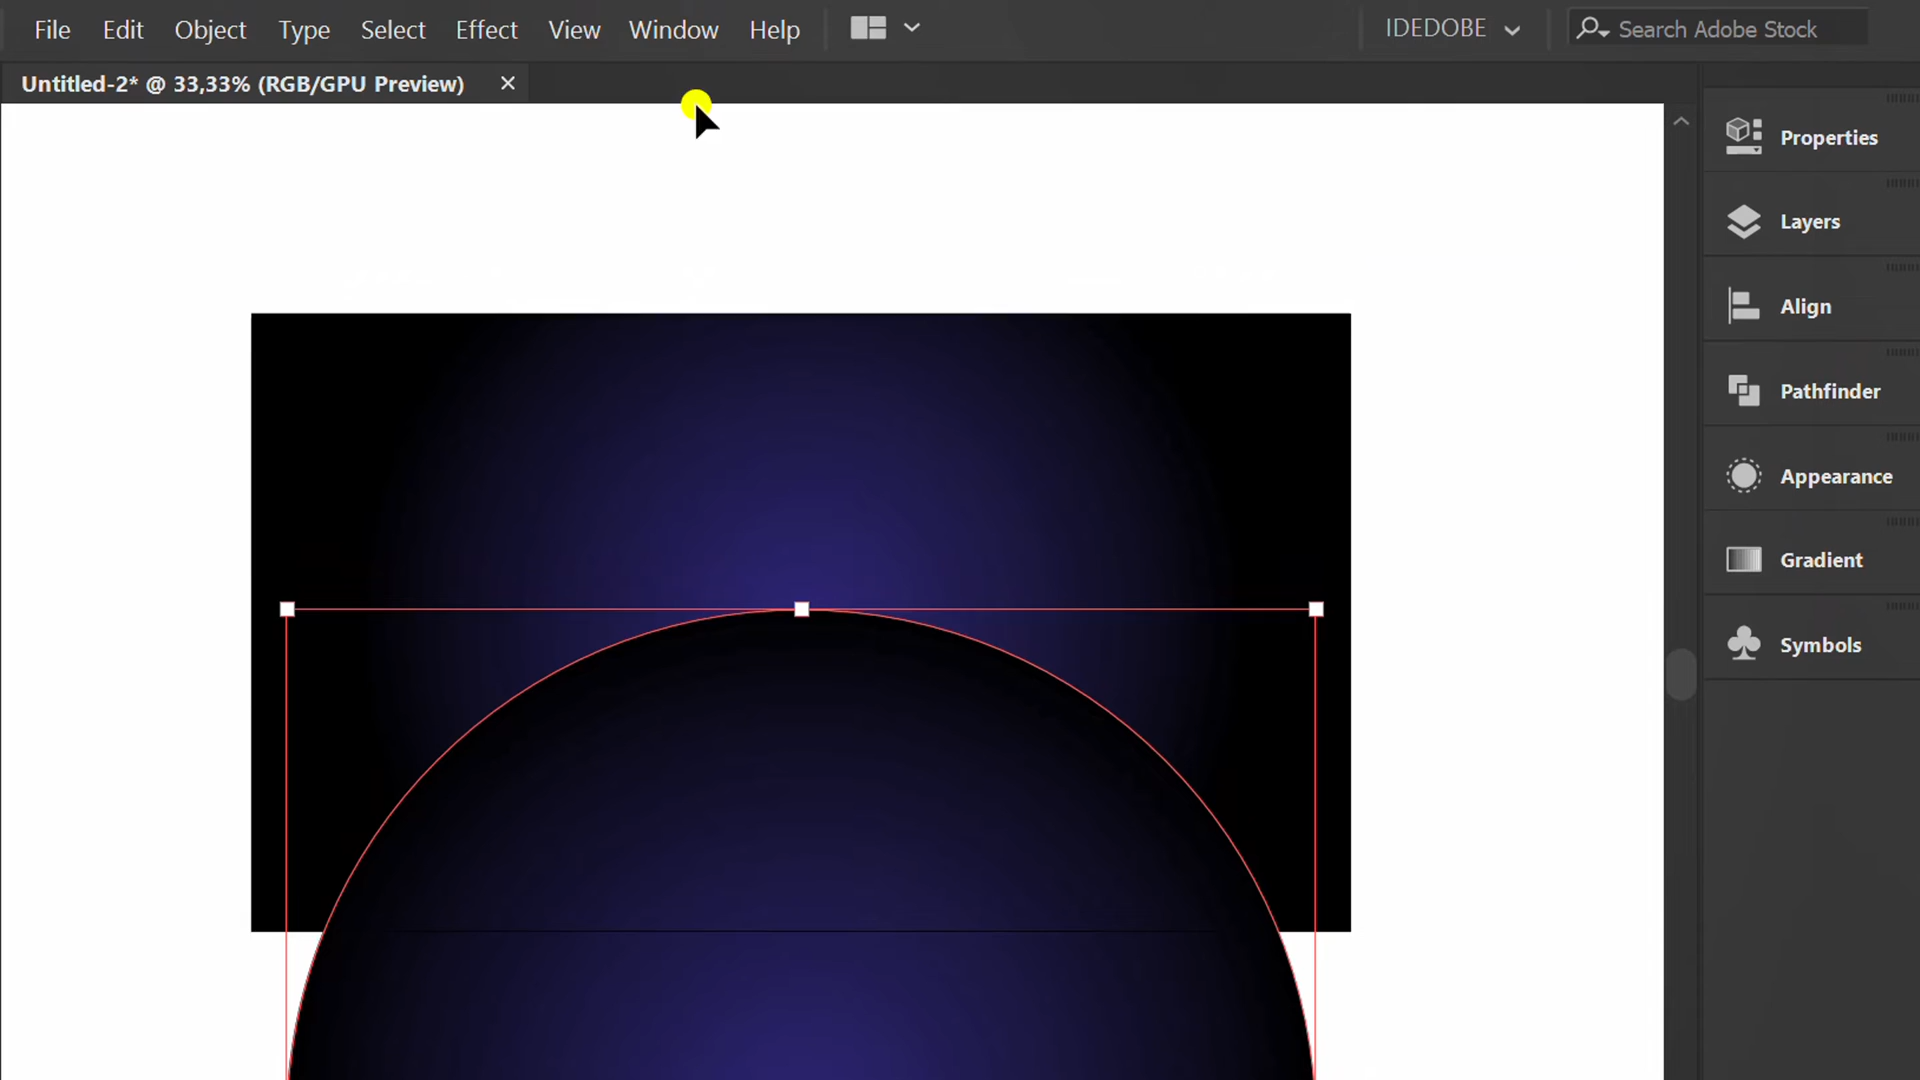 File Edit Object Type Select Effect View Window Help IDEDOBE Search Adobe Stock
Untitled-2* @ 33,33% (RGB/GPU Preview)
Properties
Layers
Align
Pathfinder
Appearance
Gradient
Symbols